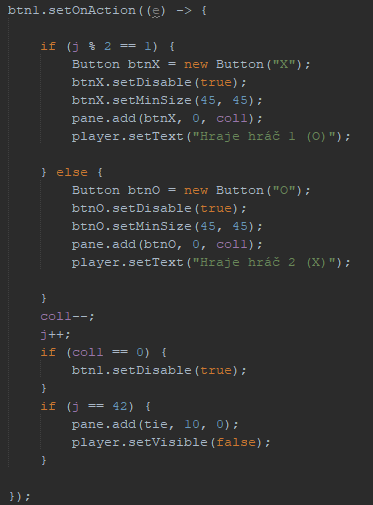 btn1.setOnAction((e) -> {
if (j % 2 == 1) {
Button btnX = new Button("X");
btnX.setDisable(true);
btnX.setMinSize(45, 45);
pane.add(btnX, 0, col1);
player.setText("Hraje hráč 1 (O)");
} else {
Button btnO = new Button("O");
btnO.setDisable(true);
btnO.setMinSize(45, 45);
pane.add(btnO, 0, col1);
player.setText("Hraje hráč 2 (X)");
}
col1--;
j++;
if (col1 == 0) {
btn1.setDisable(true);
}
if (j == 42) {
pane.add(tie, 10, 0);
player.setVisible(false);
}
});